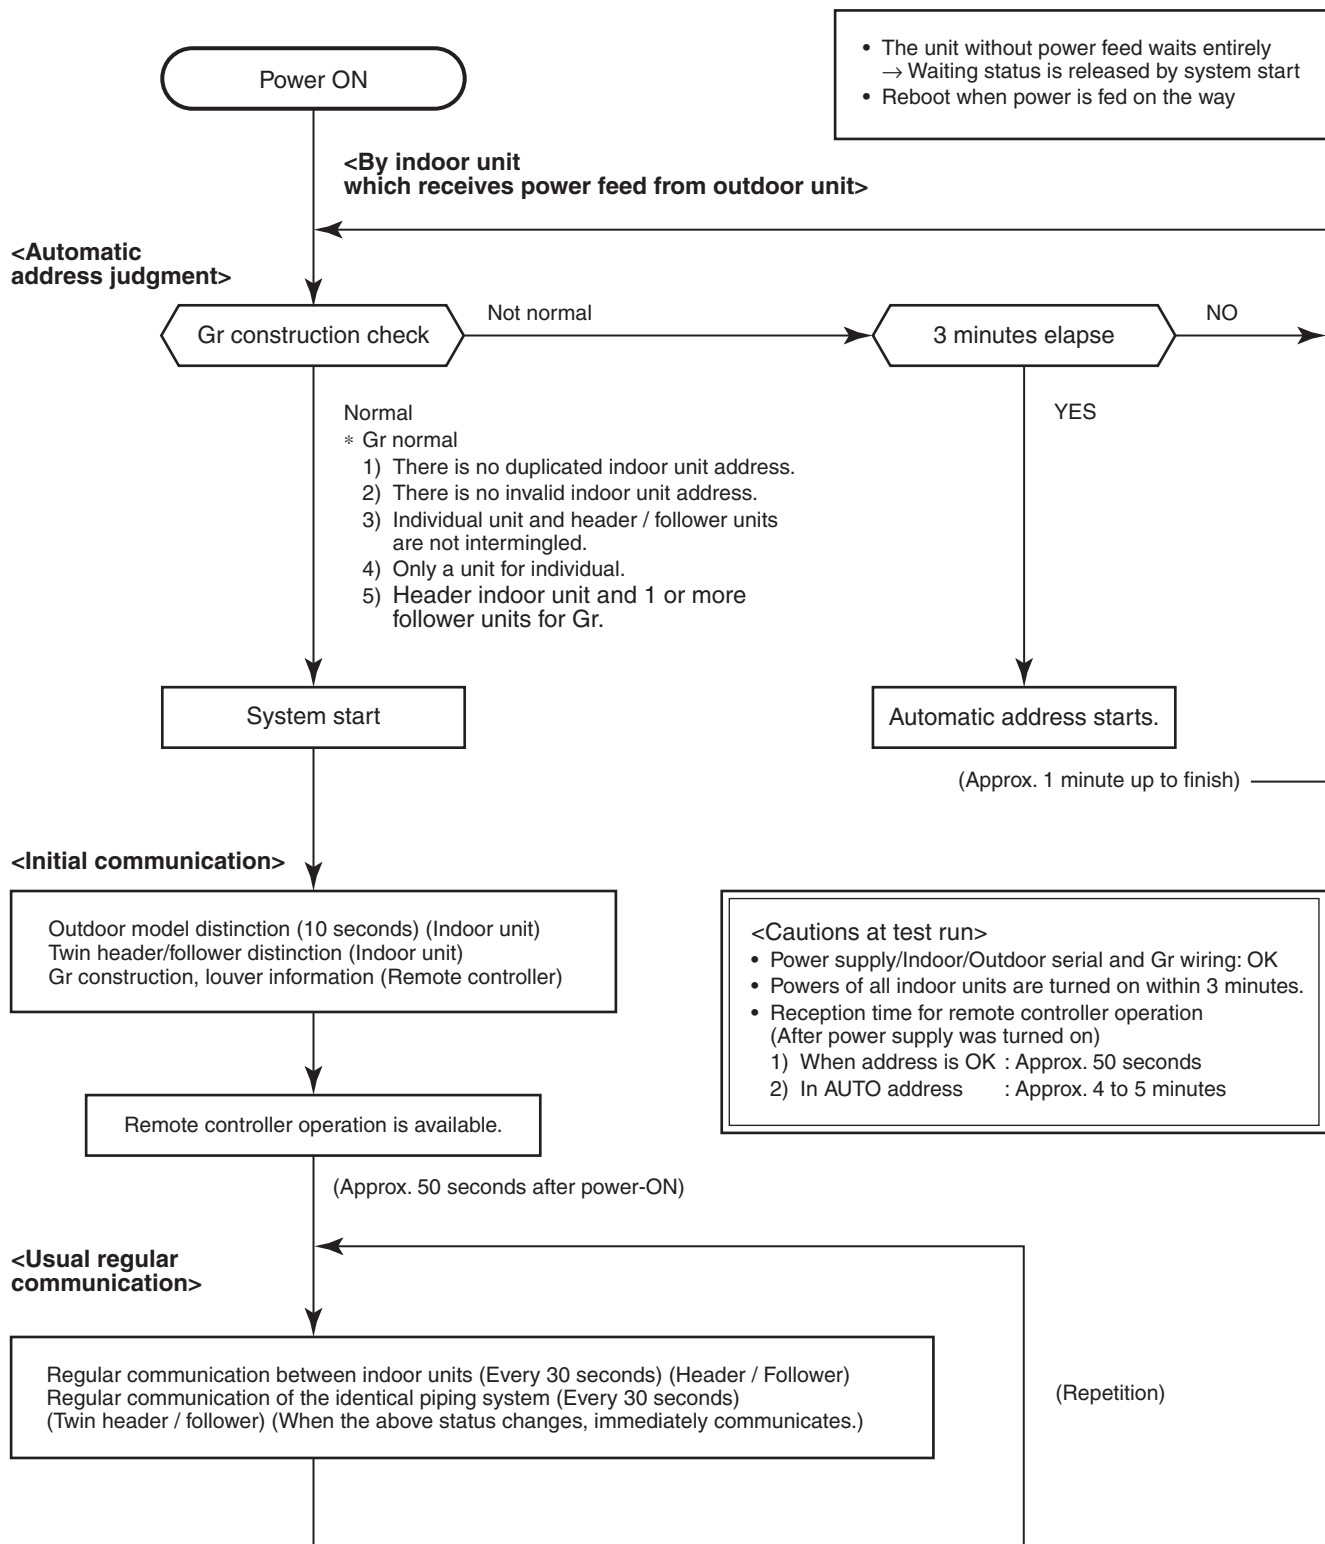 Power ON
• The unit without power feed waits entirely
→ Waiting status is released by system start
• Reboot when power is fed on the way
<By indoor unit
which receives power feed from outdoor unit>
<Automatic
address judgment>
Gr construction check
Not normal
3 minutes elapse
NO
Normal
* Gr normal
1) There is no duplicated indoor unit address.
2) There is no invalid indoor unit address.
3) Individual unit and header / follower units
are not intermingled.
4) Only a unit for individual.
5) Header indoor unit and 1 or more
follower units for Gr.
YES
System start
Automatic address starts.
(Approx. 1 minute up to finish)
<Initial communication>
Outdoor model distinction (10 seconds) (Indoor unit)
Twin header/follower distinction (Indoor unit)
Gr construction, louver information (Remote controller)
<Cautions at test run>
• Power supply/Indoor/Outdoor serial and Gr wiring: OK
• Powers of all indoor units are turned on within 3 minutes.
• Reception time for remote controller operation
(After power supply was turned on)
1) When address is OK : Approx. 50 seconds
2) In AUTO address : Approx. 4 to 5 minutes
Remote controller operation is available.
(Approx. 50 seconds after power-ON)
<Usual regular
communication>
Regular communication between indoor units (Every 30 seconds) (Header / Follower)
Regular communication of the identical piping system (Every 30 seconds)
(Twin header / follower) (When the above status changes, immediately communicates.)
(Repetition)